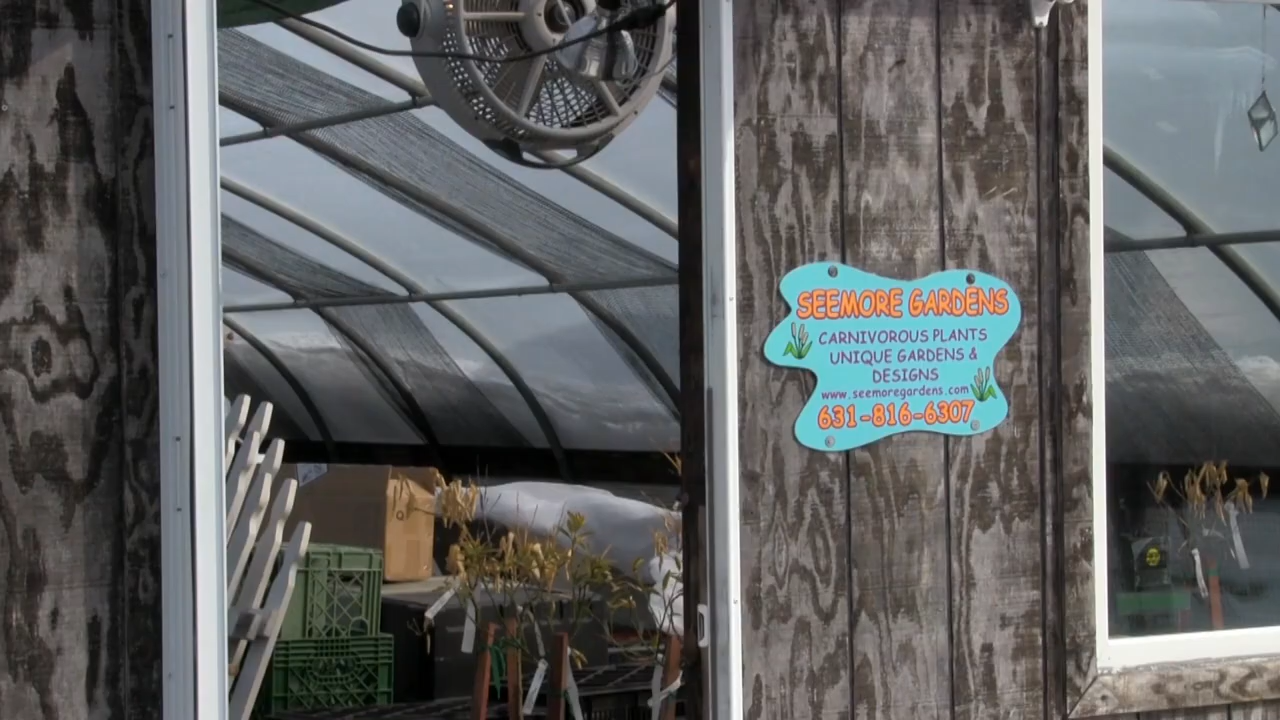 SEEMORE GARDENS
CARNIVOROUS PLANTS
UNIQUE GARDENS &
DESIGNS
www.seemoregardens.com
631-816-6307